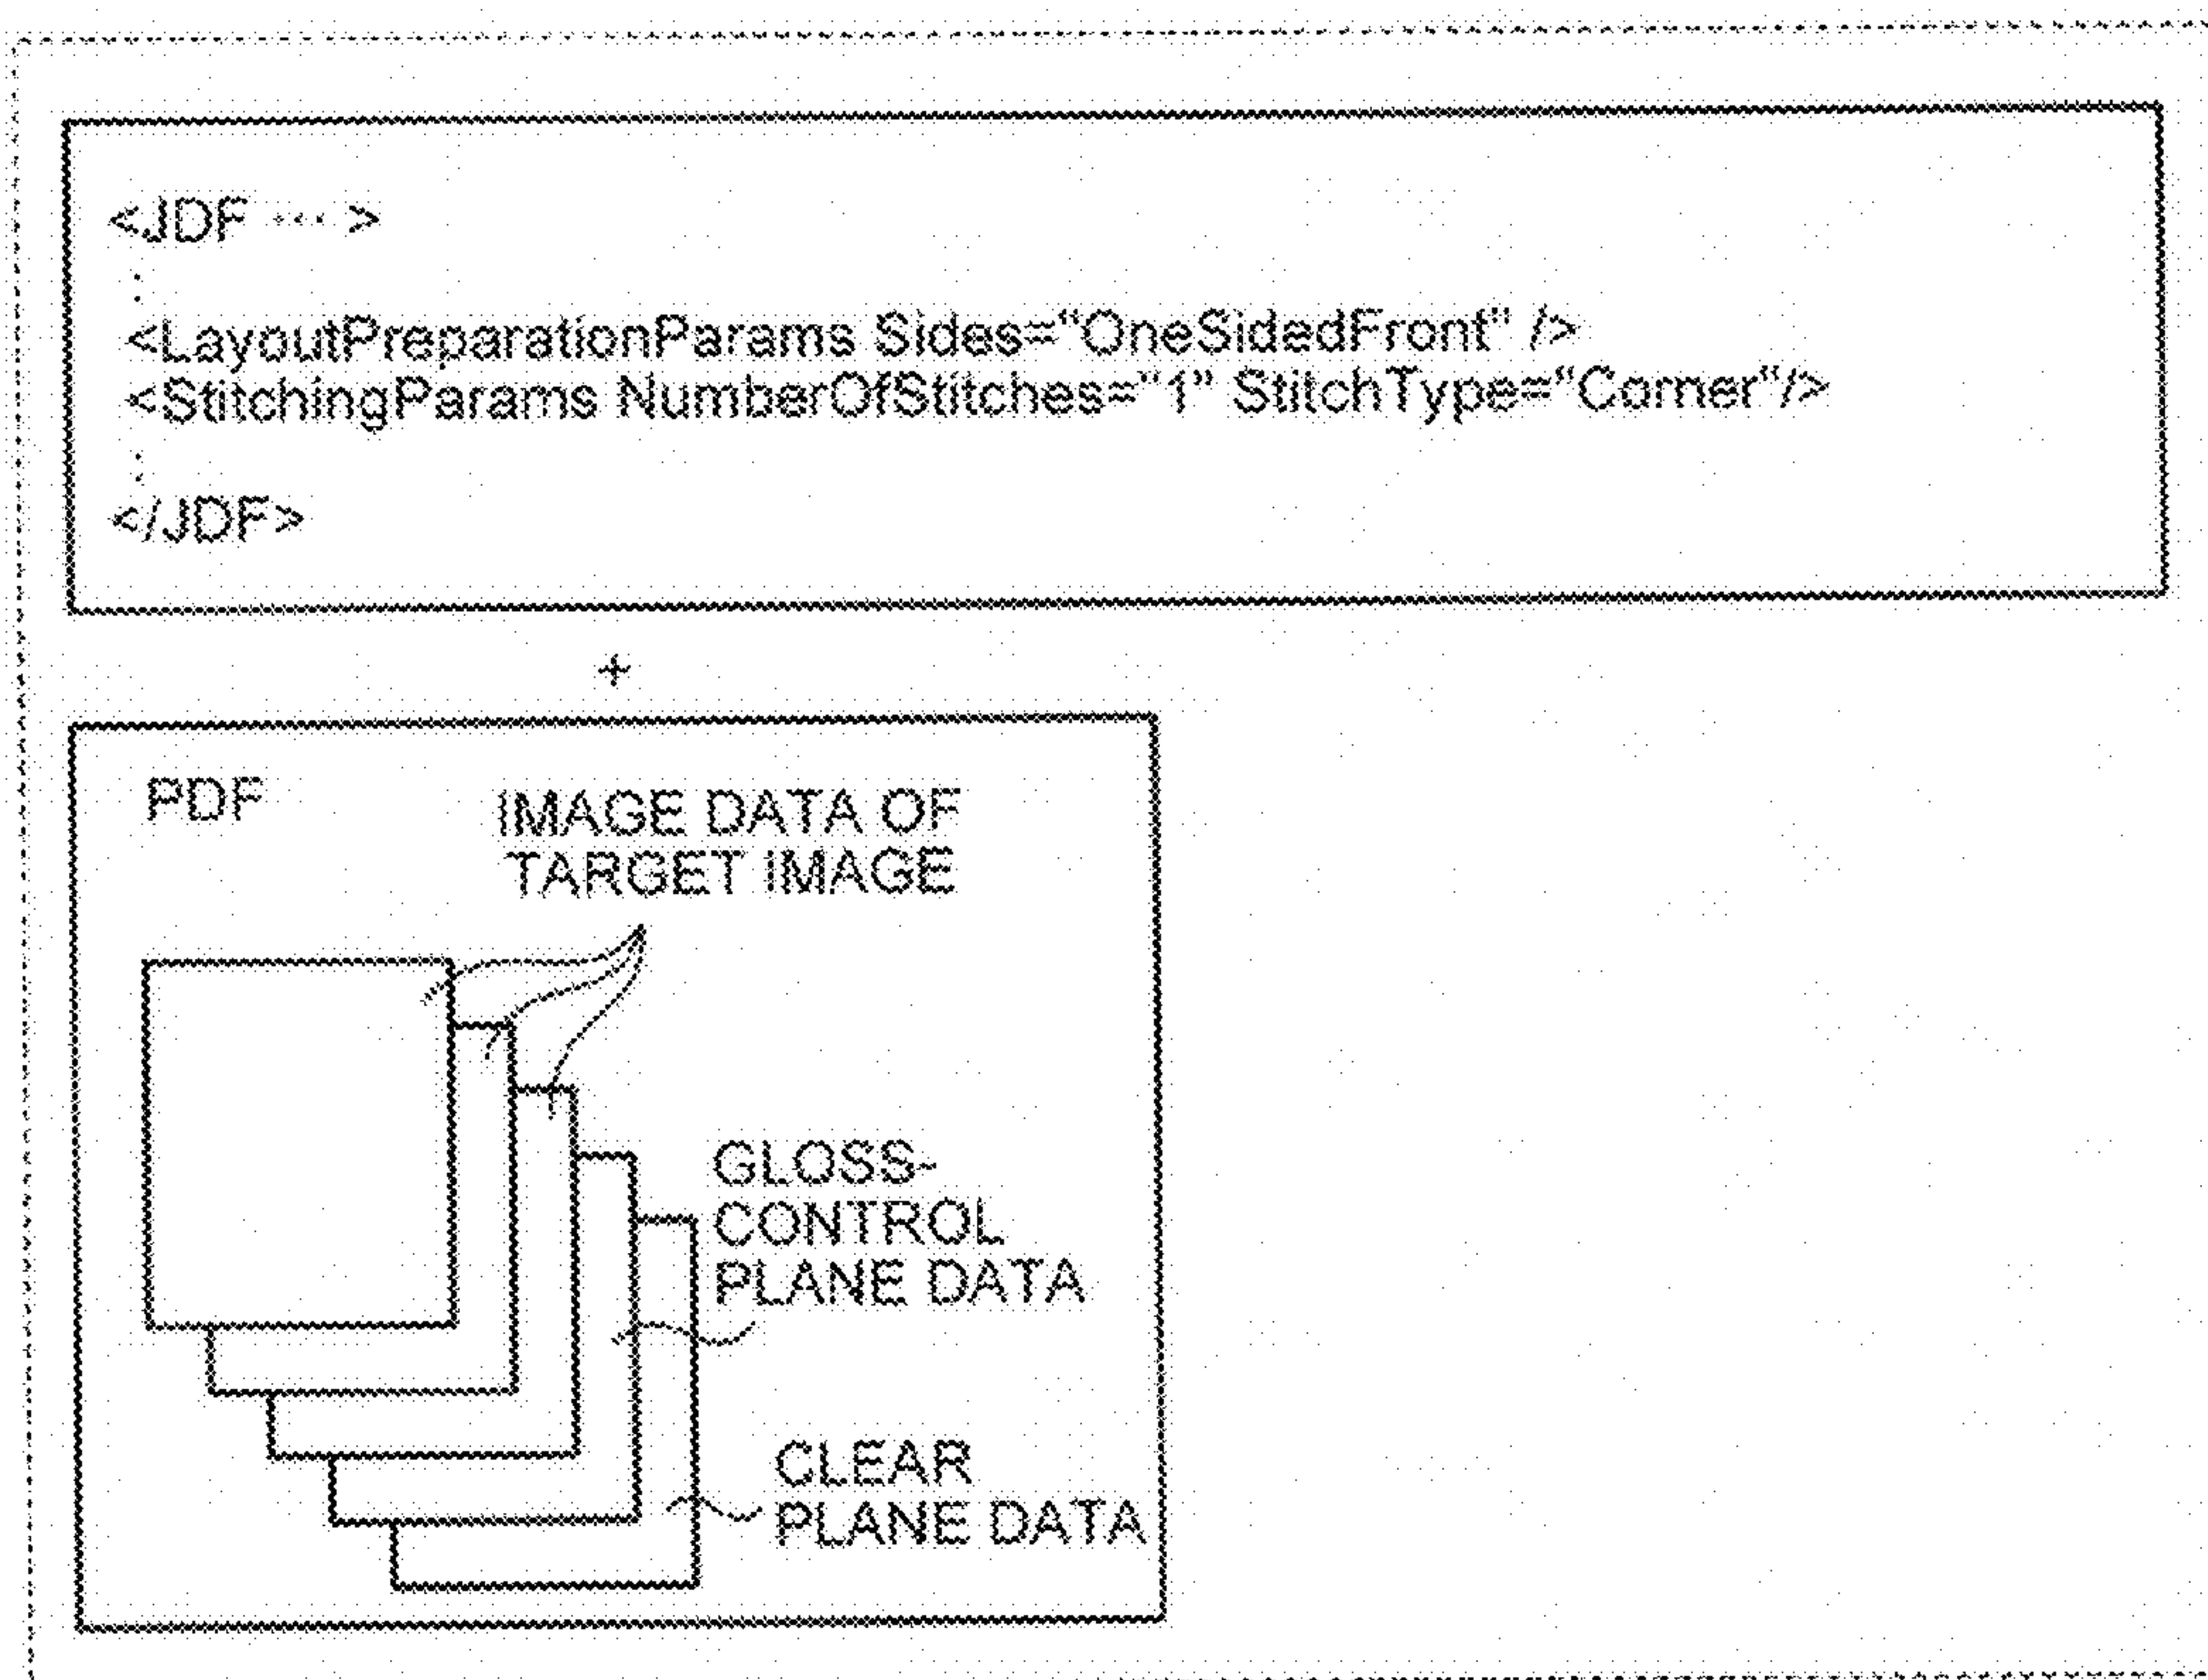 <JDF ··· >
:
<LayoutPreparationParams Sides="OneSidedFront" />
<StitchingParams NumberOfStitches="1" StitchType="Corner"/>
:
</JDF>
+
PDF
IMAGE DATA OF
TARGET IMAGE
GLOSS-
CONTROL
PLANE DATA
CLEAR
PLANE DATA